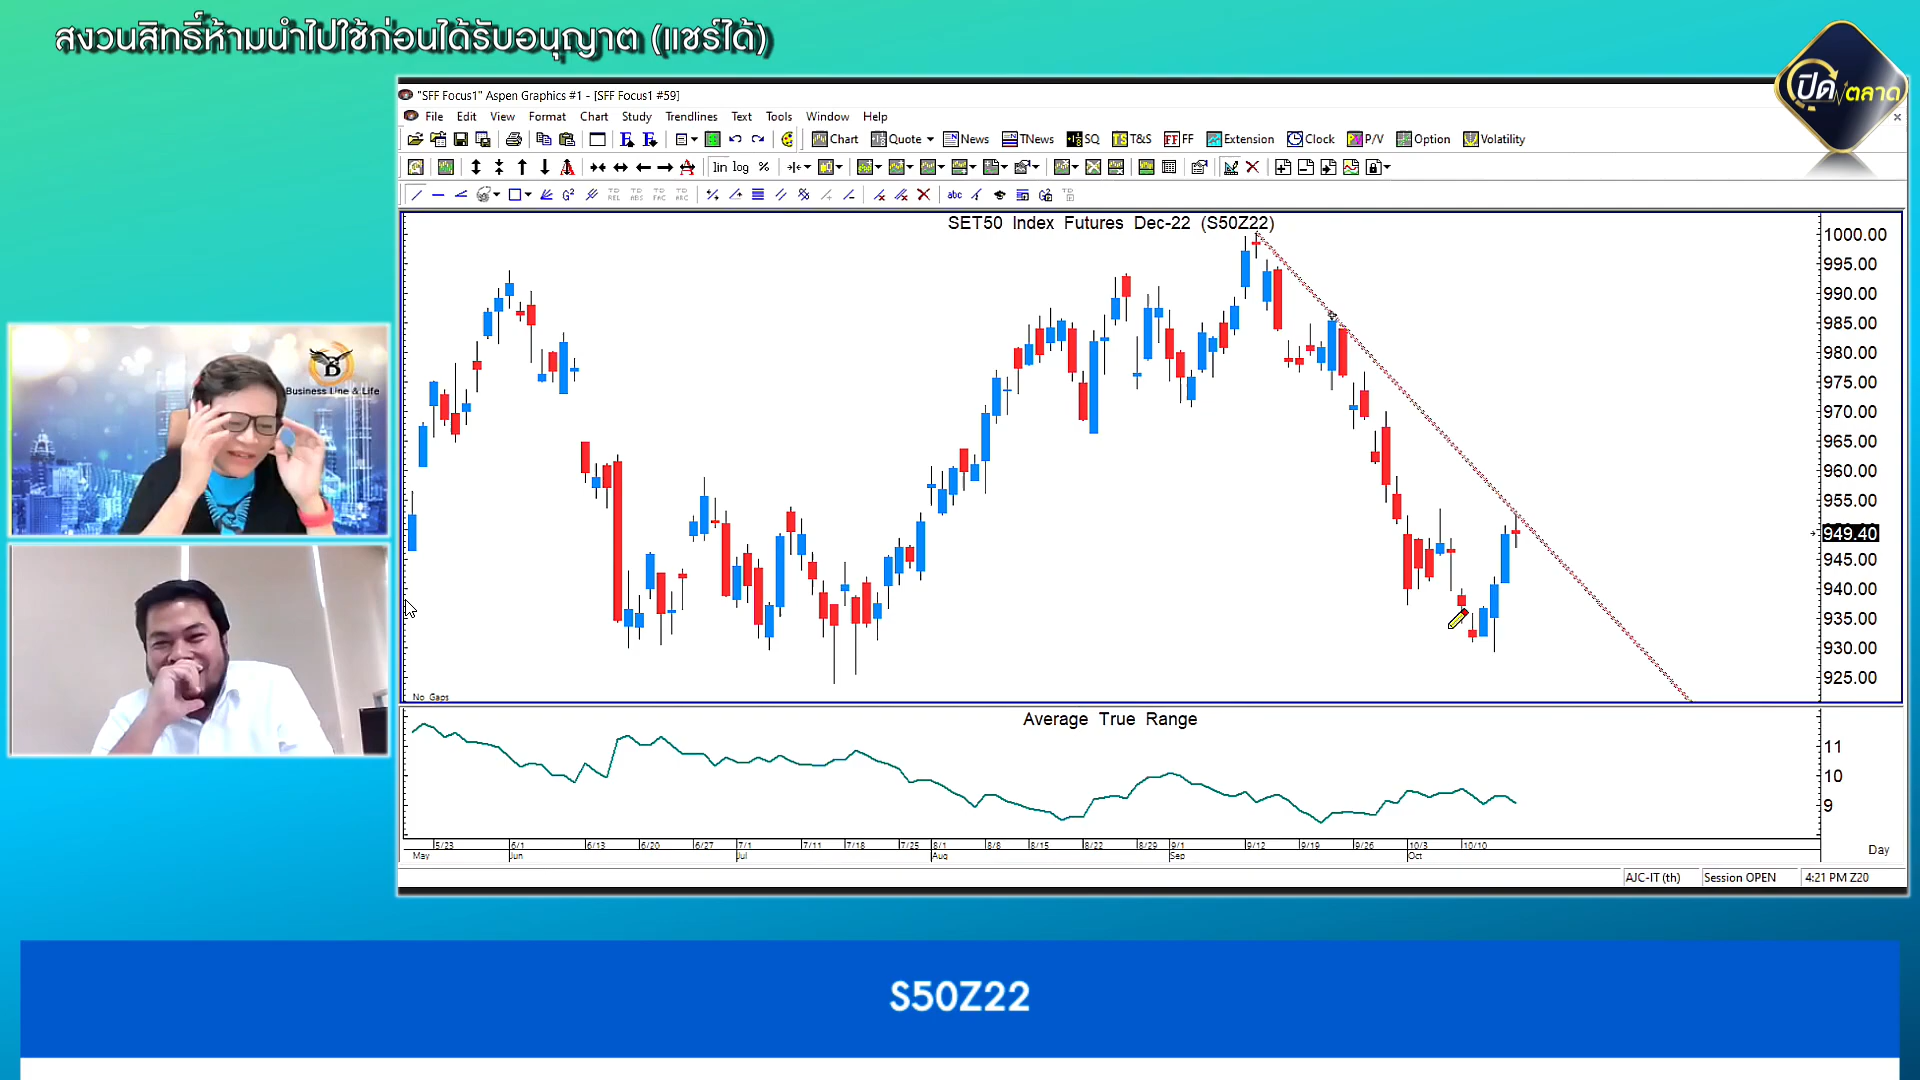 สงวนสิทธิ์ห้ามนำไปใช้ก่อนได้รับอนุญาต (แชร์ได้)
ปิดตลาด
"SFF Focus1" Aspen Graphics #1 - [SFF Focus1 #59]
File Edit View Format Chart Study Trendlines Text Tools Window Help
Chart Quote News TNews SQ T&S FF Extension Clock P/V Option Volatility
lin log %
abc
SET50 Index Futures Dec-22 (S50Z22)
1000.00
995.00
990.00
985.00
980.00
975.00
970.00
965.00
960.00
955.00
949.40
945.00
940.00
935.00
930.00
925.00
No Gaps
Average True Range
11
10
9
5/23 6/1 6/13 6/20 6/27 7/1 7/11 7/18 7/25 8/1 8/8 8/15 8/22 9/1 9/12 9/19 9/26 10/3 10/10
May Jun Jul Aug Sep Oct
Day
AJC-IT (th) Session OPEN 4:21 PM Z20
B
Business Line & Life
S50Z22